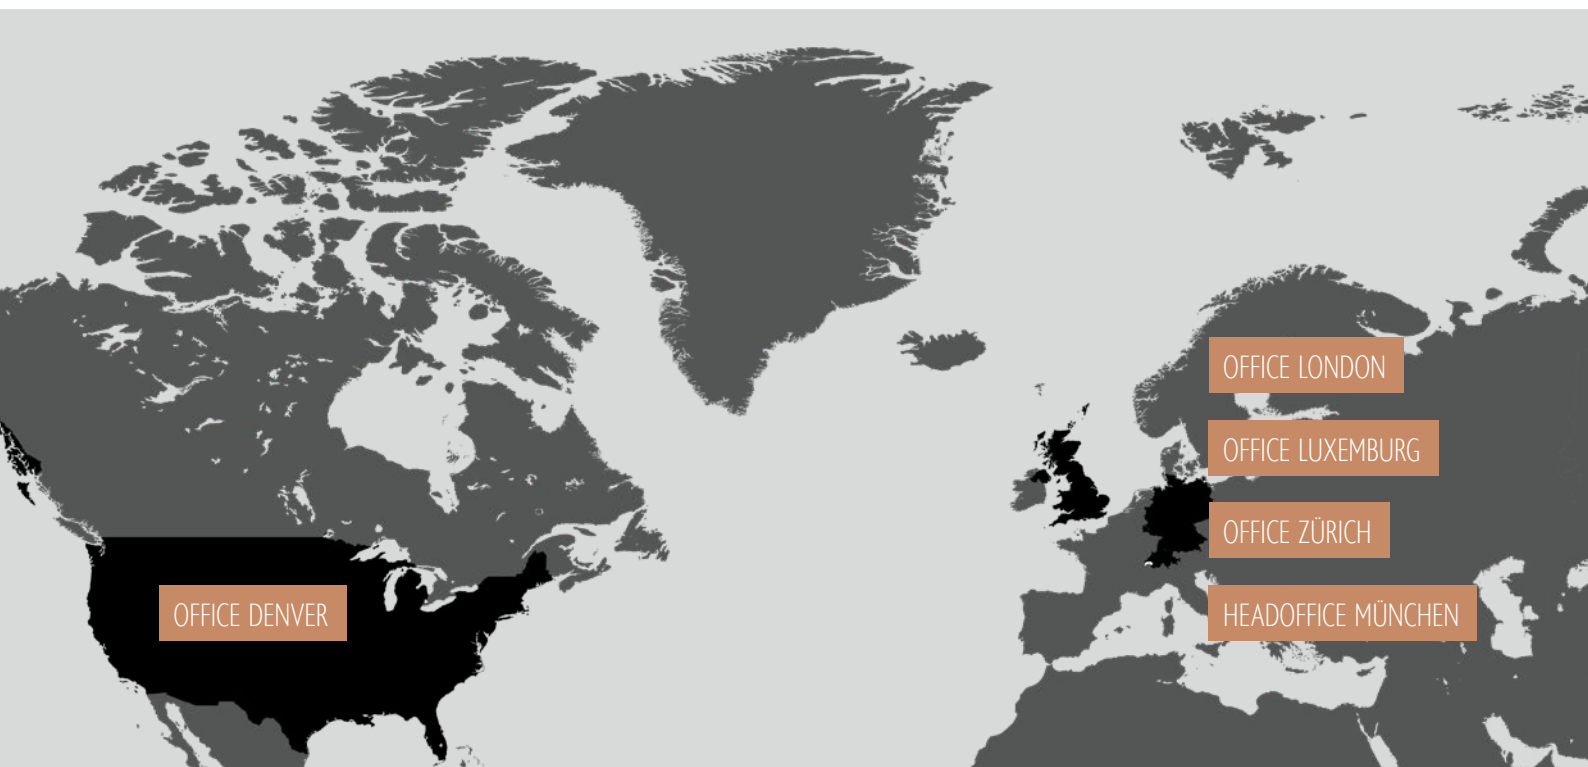 OFFICE LONDON
OFFICE LUXEMBURG
OFFICE ZÜRICH
OFFICE DENVER
HEADOFFICE MÜNCHEN